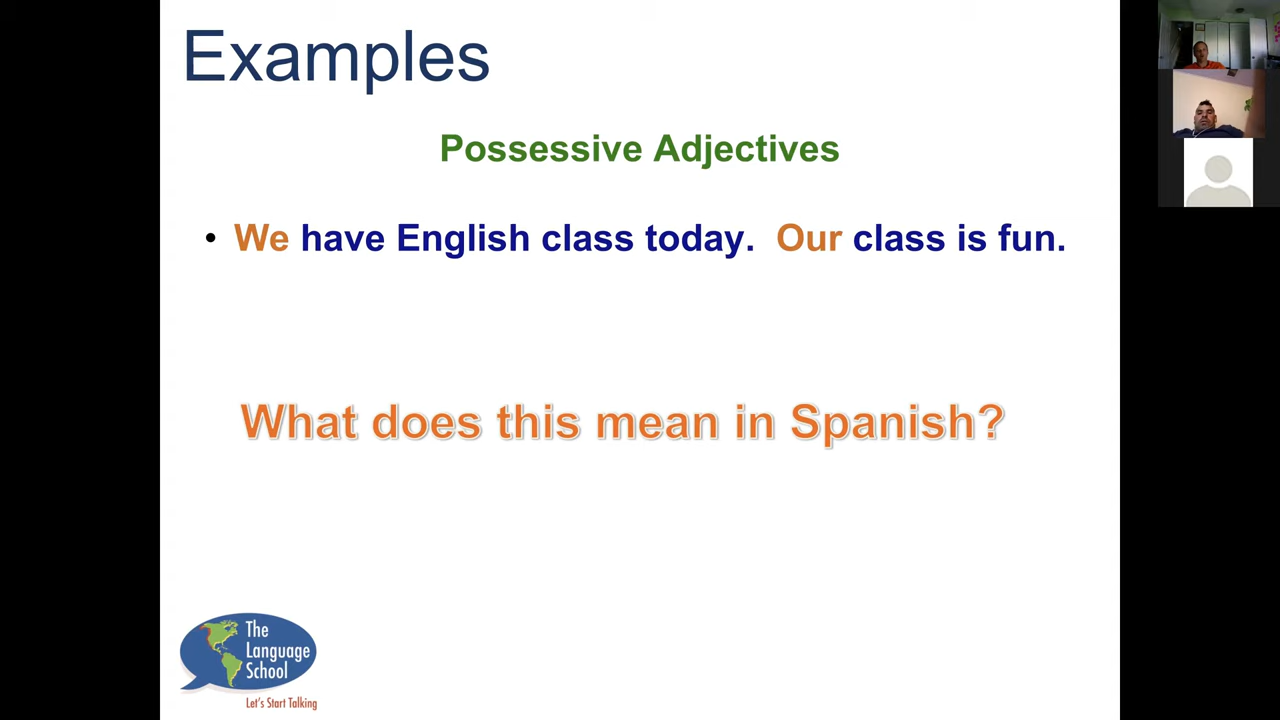 Examples
Possessive Adjectives
• We have English class today. Our class is fun.
What does this mean in Spanish?
The
Language
School
Let's Start Talking